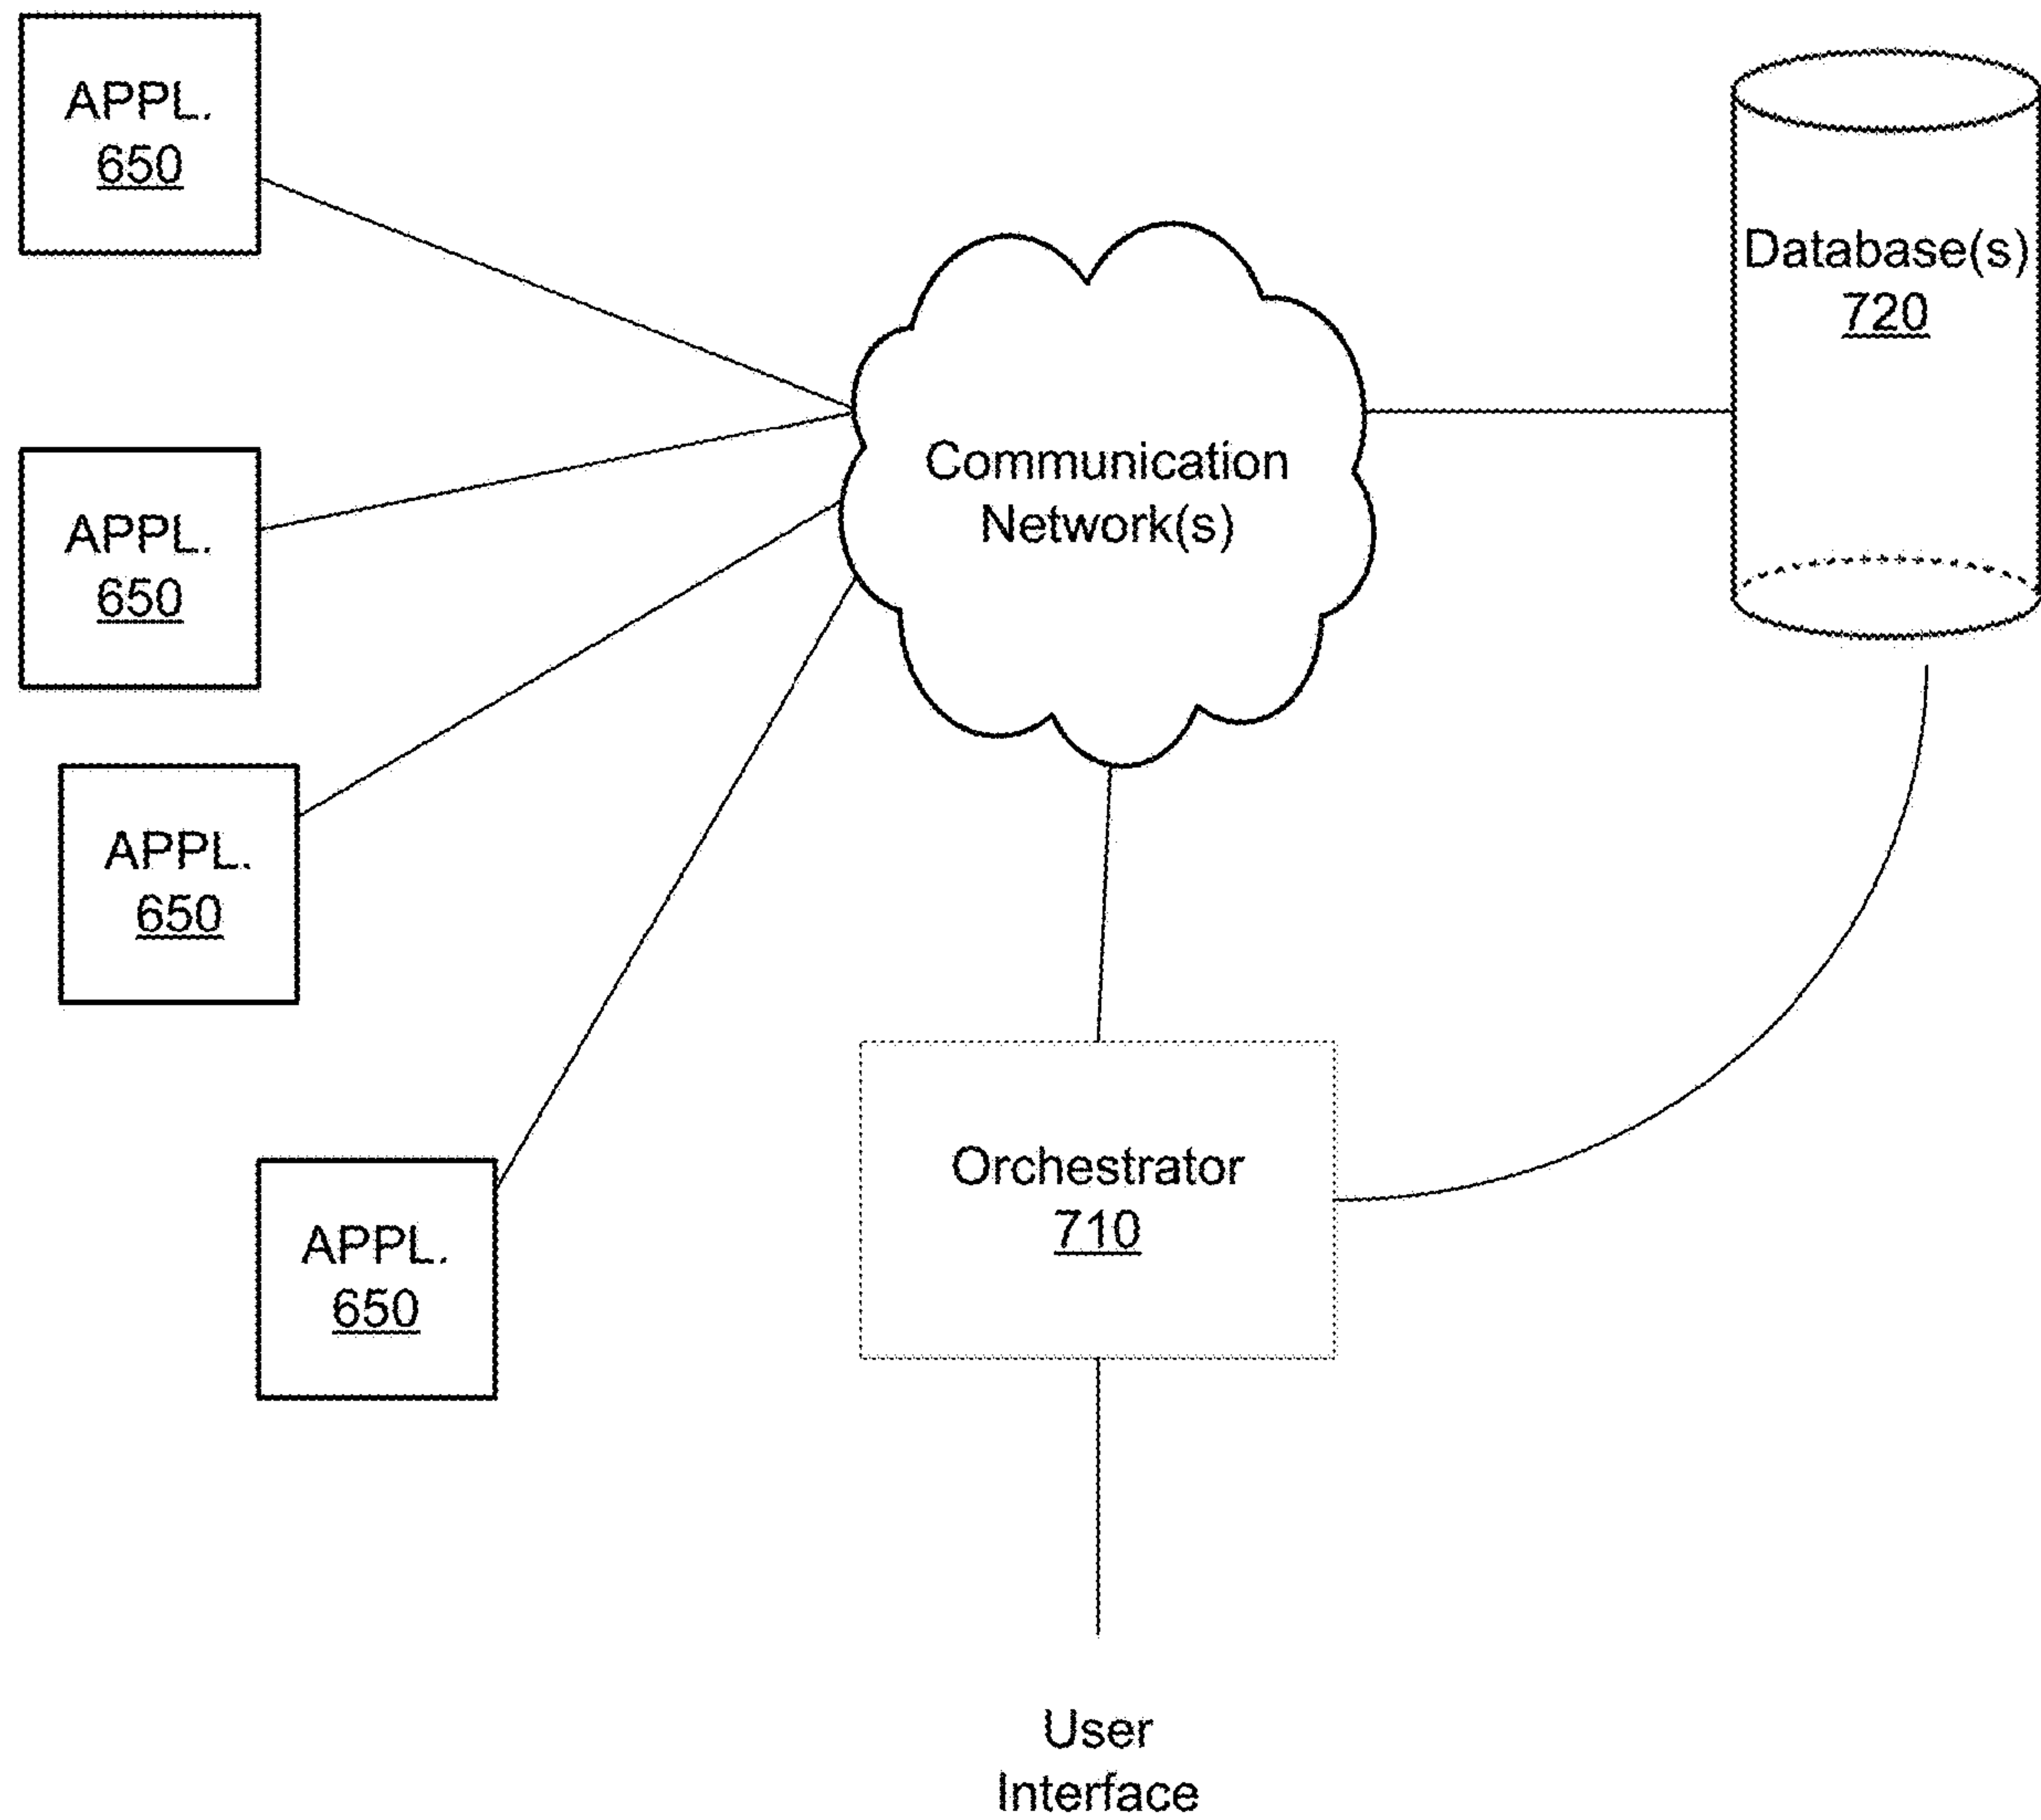 APPL.
650
Database(s)
720
Communication
Network(s)
APPL.
650
APPL.
650
Orchestrator
710
APPL.
650
User
Interface